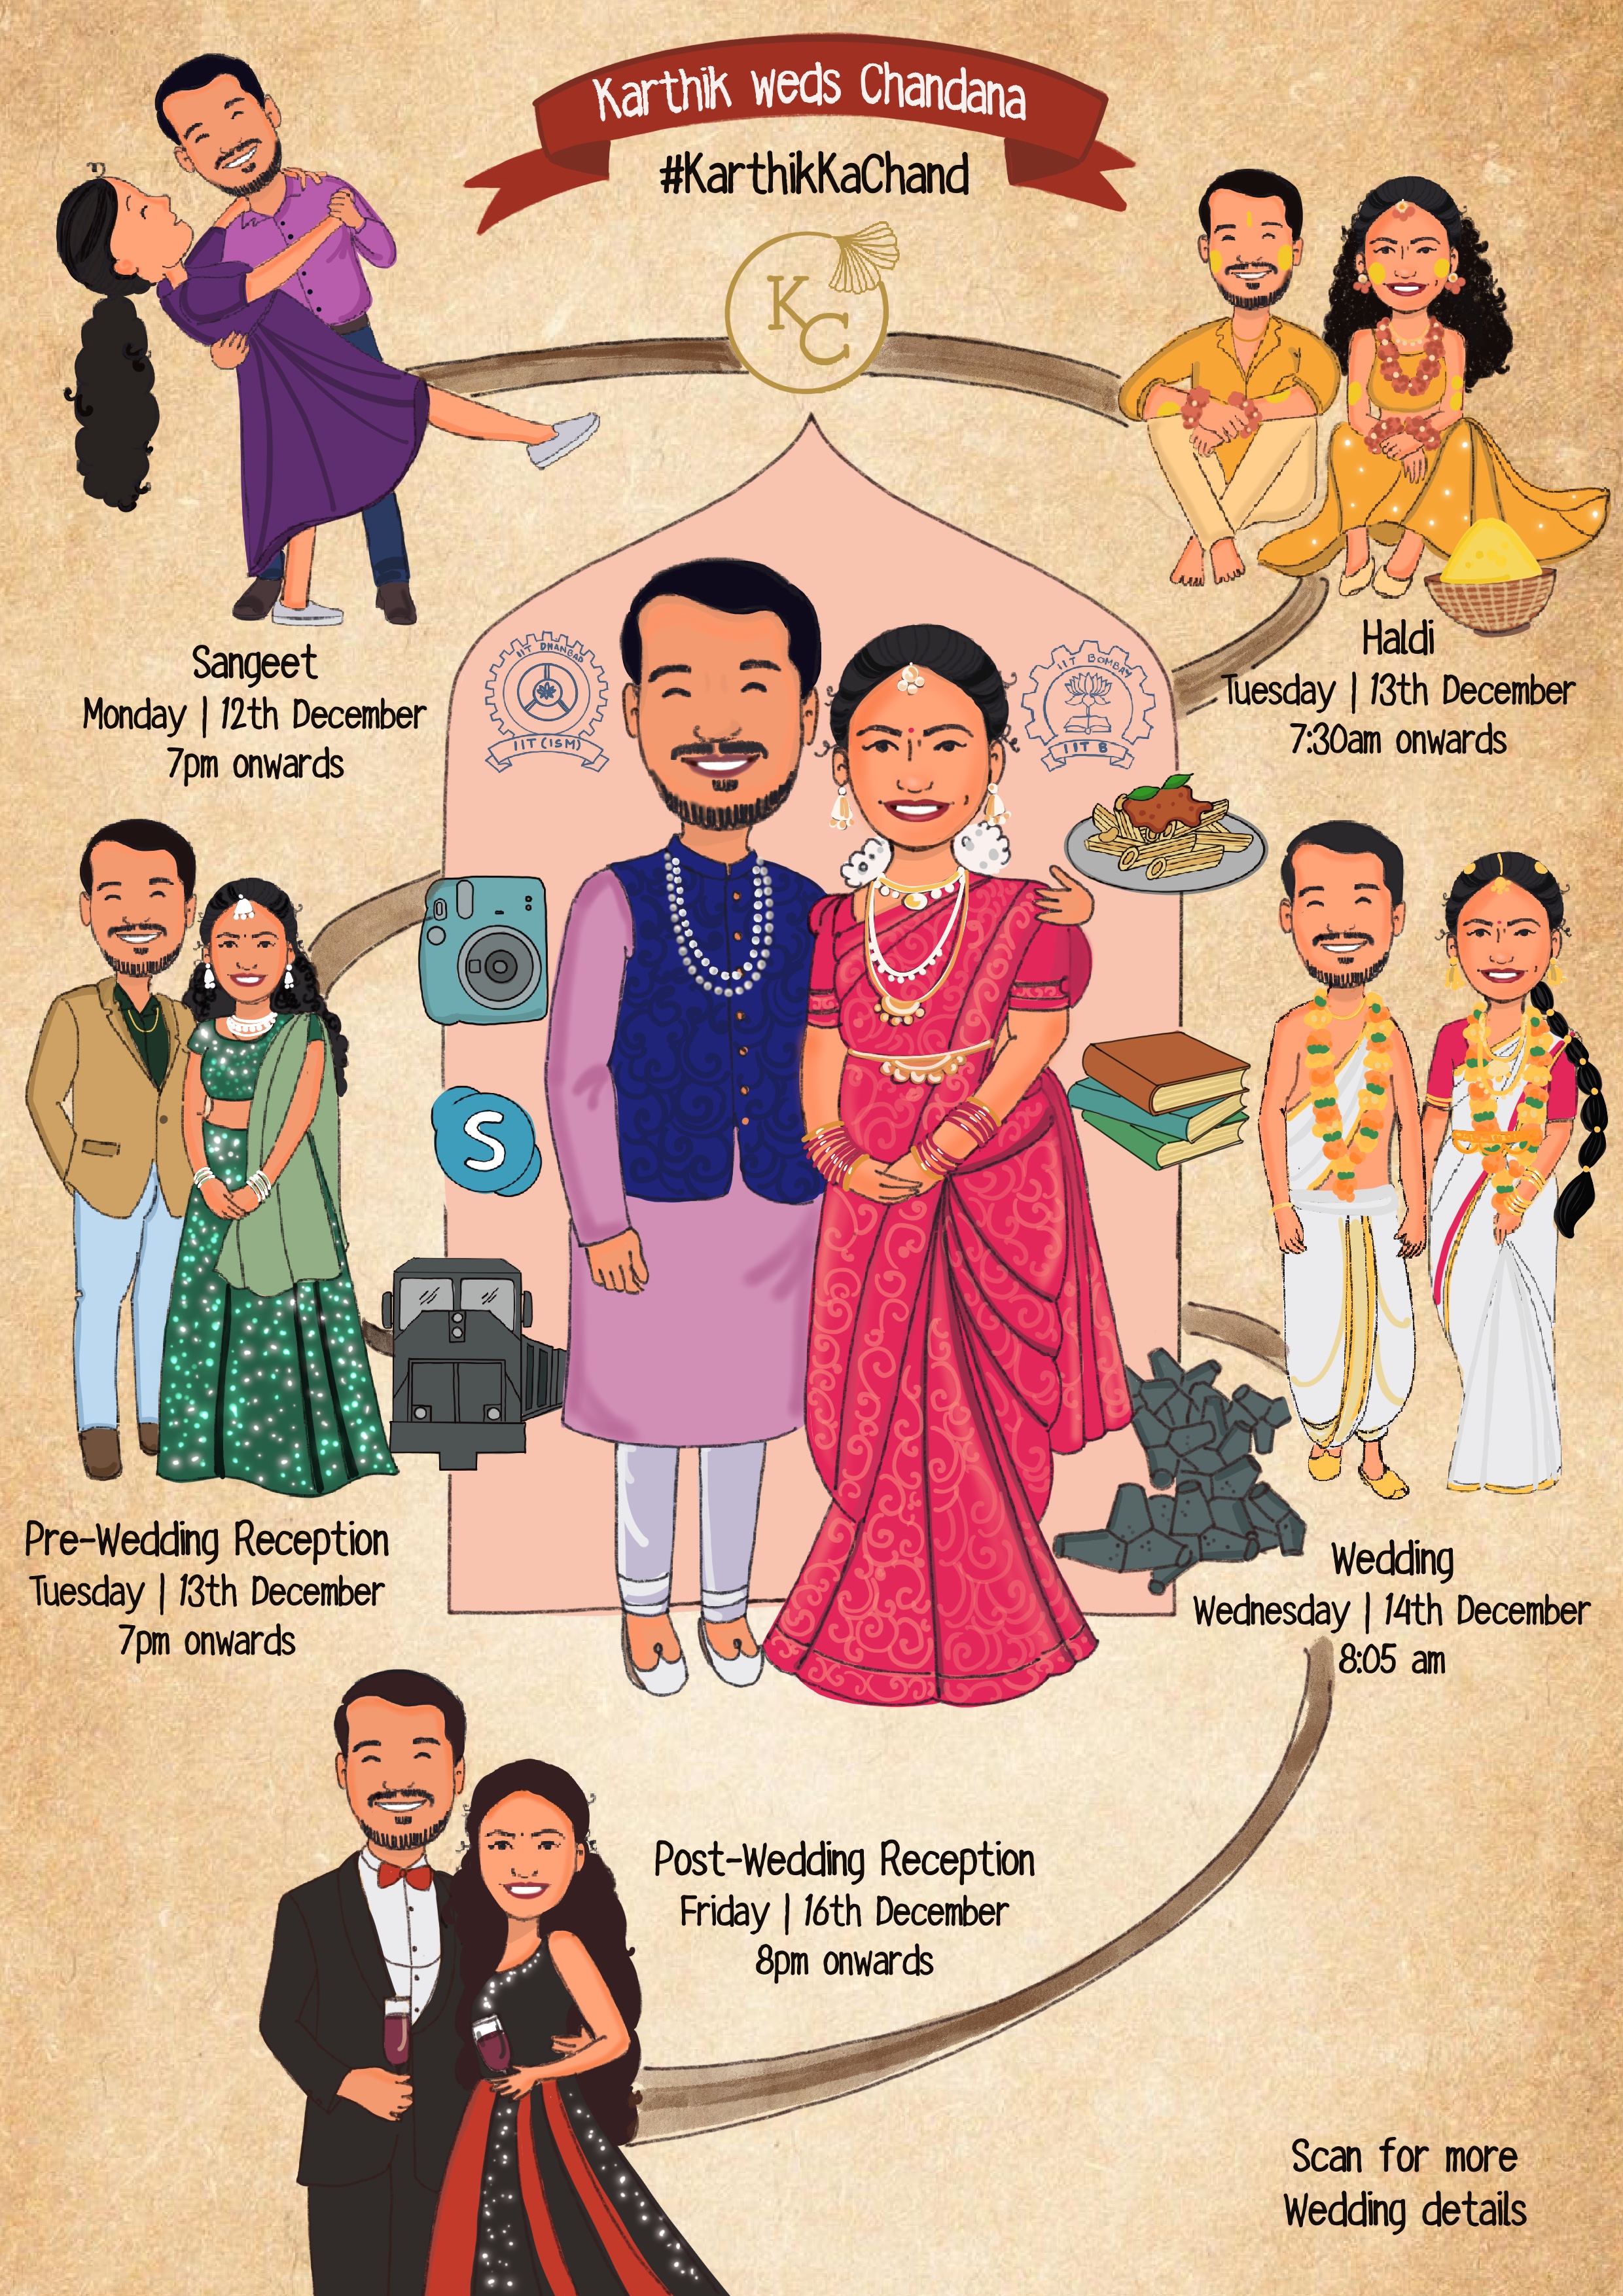 Karthik weds Chandana
#KarthikKaChand
K
C
Sangeet
Monday | 12th December
7pm onwards
Haldi
Tuesday | 13th December
7:30am onwards
IIT DHANBAD
IIT (ISM)
IIT BOMBAY
IIT B
S
Pre-Wedding Reception
Tuesday | 13th December
7pm onwards
Wedding
Wednesday | 14th December
8:05 am
Post-Wedding Reception
Friday | 16th December
8pm onwards
Scan for more
Wedding details